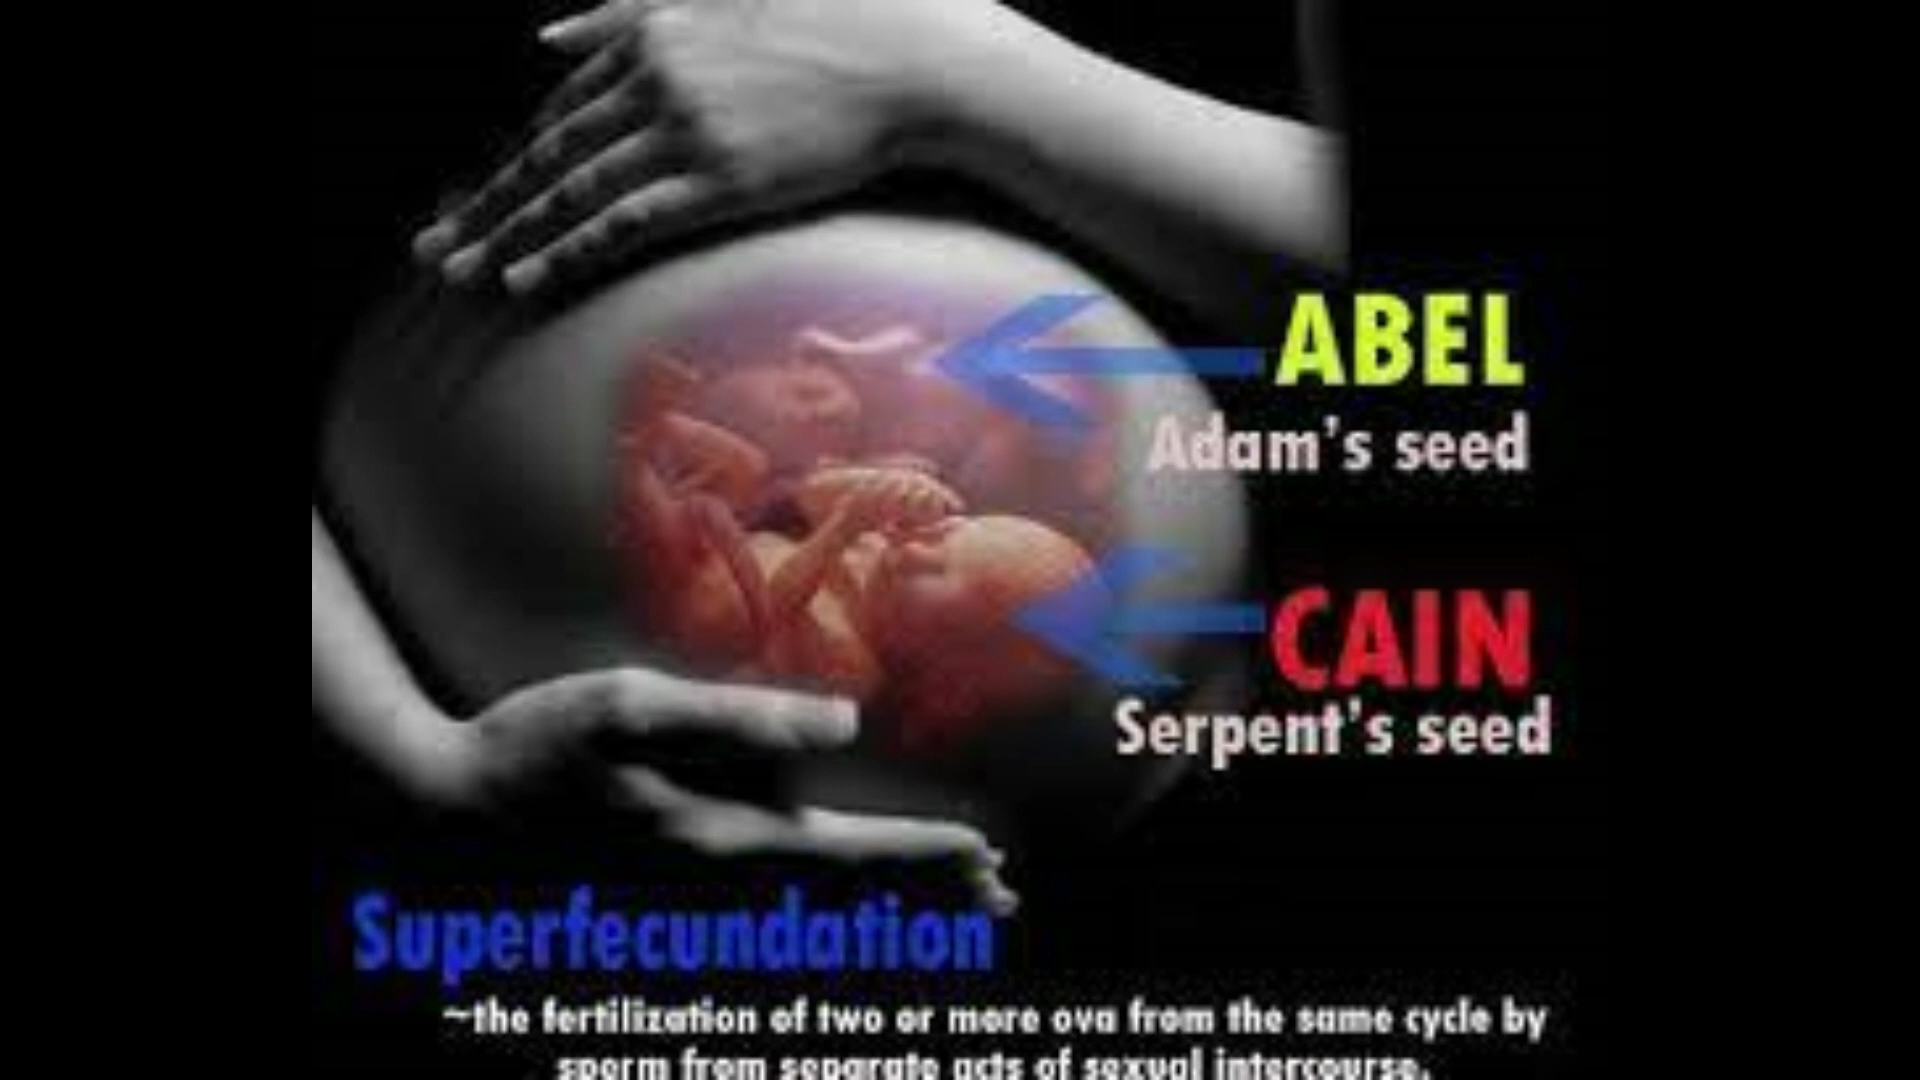 ABEL
Adam's seed
CAIN
Serpent's seed
Superfecundation
~the fertilization of two or more ova from the same cycle by
sperm from separate acts of sexual intercourse.